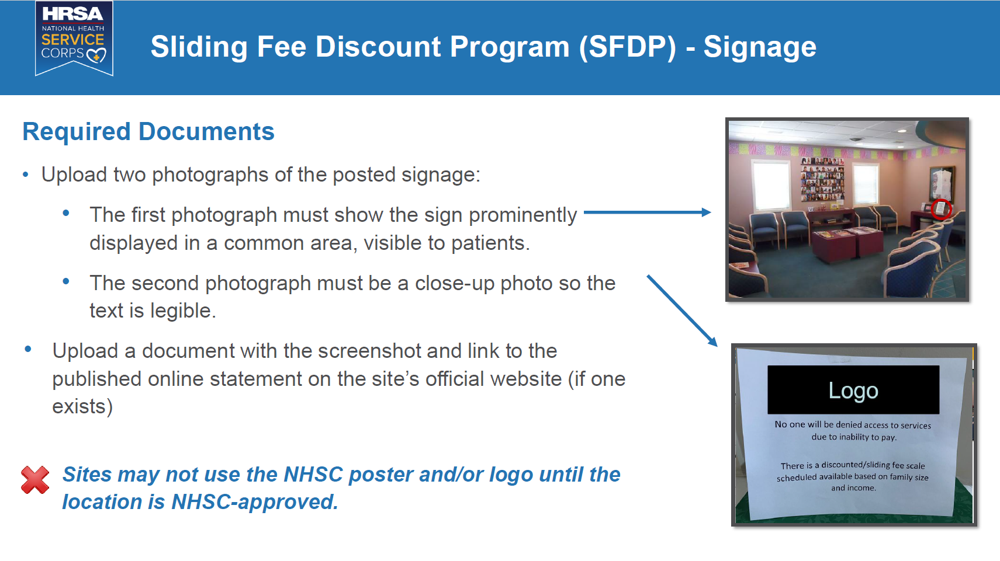 HRSA
NATIONAL HEALTH
SERVICE
CORPS
Sliding Fee Discount Program (SFDP) - Signage
Required Documents
• Upload two photographs of the posted signage:
• The first photograph must show the sign prominently
displayed in a common area, visible to patients.
• The second photograph must be a close-up photo so the
text is legible.
• Upload a document with the screenshot and link to the
published online statement on the site’s official website (if one
exists)
Sites may not use the NHSC poster and/or logo until the
location is NHSC-approved.
Logo
No one will be denied access to services
due to inability to pay.
There is a discounted/sliding fee scale
scheduled available based on family size
and income.